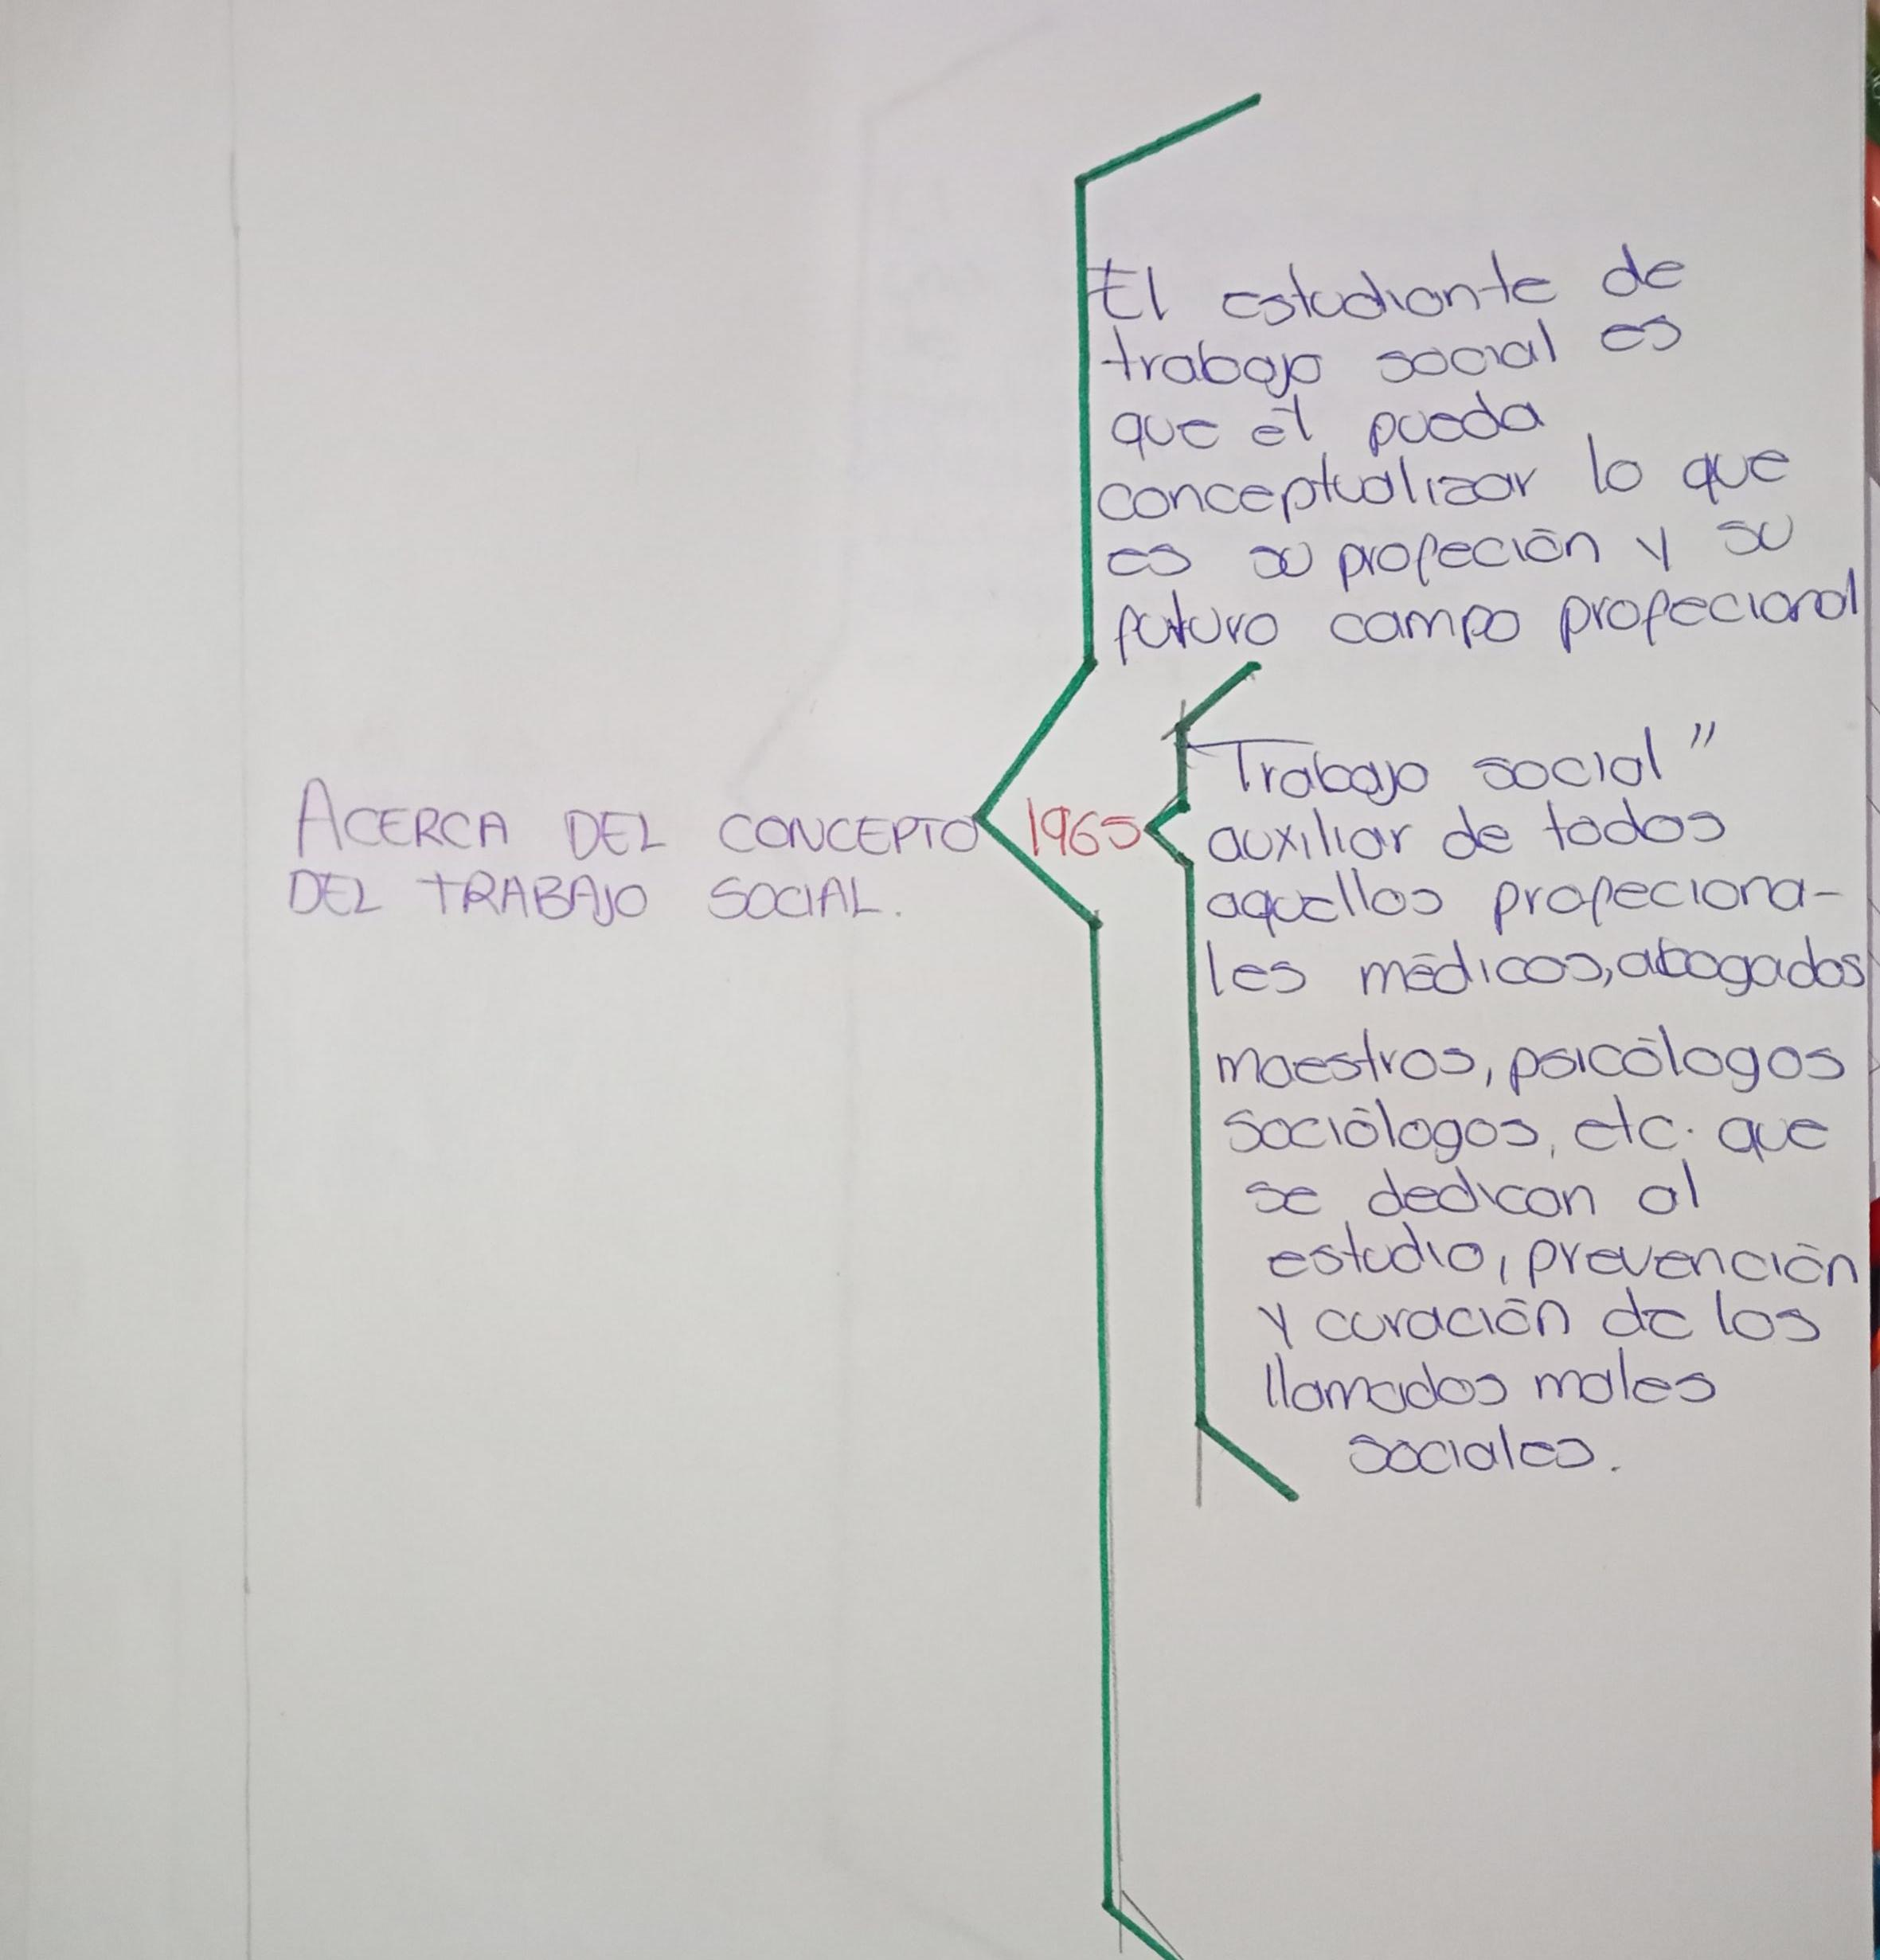 El estudiante de
trabajo social es
que él pueda
conceptualizar lo que
es su profeción y su
futuro campo profecional
ACERCA DEL CONCEPTO
DEL TRABAJO SOCIAL.
1965
Trabajo social"
auxiliar de todos
aquellos profeciona-
les médicos, abogados
maestros, psicólogos
sociólogos, etc. que
se dedican al
estudio, prevención
y curación de los
llamados males
sociales.